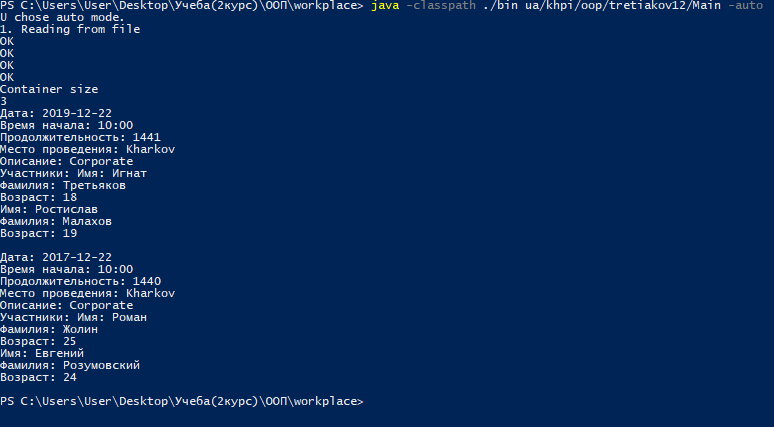 PS C:\Users\User\Desktop\Учеба(2курс)\ООП\workplace> java -classpath ./bin ua/khpi/oop/tretiakov12/Main -auto
U chose auto mode.
1. Reading from file
OK
OK
OK
OK
Container size
3
Дата: 2019-12-22
Время начала: 10:00
Продолжительность: 1441
Место проведения: Kharkov
Описание: Corporate
Участники: Имя: Игнат
Фамилия: Третьяков
Возраст: 18
Имя: Ростислав
Фамилия: Малахов
Возраст: 19
Дата: 2017-12-22
Время начала: 10:00
Продолжительность: 1440
Место проведения: Kharkov
Описание: Corporate
Участники: Имя: Роман
Фамилия: Жолин
Возраст: 25
Имя: Евгений
Фамилия: Розумовский
Возраст: 24
PS C:\Users\User\Desktop\Учеба(2курс)\ООП\workplace>